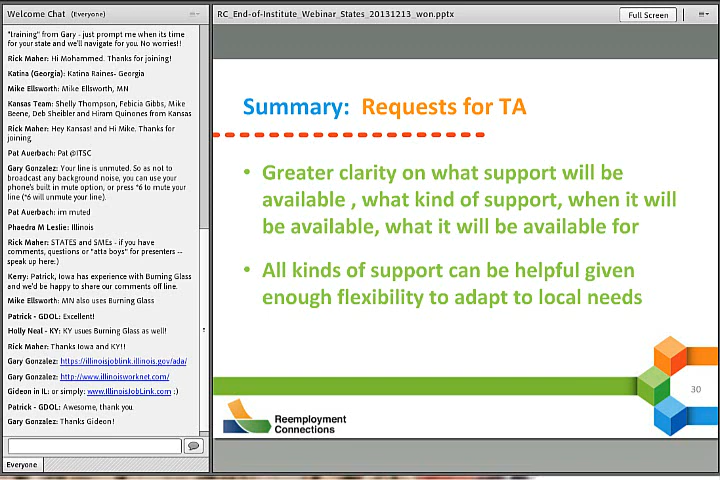 Welcome Chat (Everyone)
"training" from Gary - just prompt me when its time
for your state and we'll navigate for you. No worries!!
Rick Maher: Hi Mohammed. Thanks for joining!
Katina (Georgia): Katina Raines- Georgia
Mike Ellsworth: Mike Ellsworth, MN
Kansas Team: Shelly Thompson, Febicia Gibbs, Mike
Beene, Deb Sheibler and Hiram Quinones from Kansas
Rick Maher: Hey Kansas! and Hi Mike. Thanks for
joining
Pat Auerbach: Pat @ITSC
Gary Gonzalez: Your line is unmuted. So as not to
broadcast any background noise, you can use your
phone's built in mute option, or press *6 to mute your
line (*6 will unmute your line).
Pat Auerbach: im muted
Phaedra M Leslie: Illinois
Rick Maher: STATES and SMEs - if you have
comments, questions or "atta boys" for presenters --
speak up here:)
Kerry: Patrick, Iowa has experience with Burning Glass
and we'd be happy to share our comments off line.
Mike Ellsworth: MN also uses Burning Glass
Patrick - GDOL: Excellent!
Holly Neal - KY: KY usues Burning Glass as well!
Rick Maher: Thanks Iowa and KY!!
Gary Gonzalez: https://illinoisjoblink.illinois.gov/ada/
Gary Gonzalez: http://www.illinoisworknet.com/
Gideon in IL: or simply: www.IllinoisJobLink.com :)
Patrick - GDOL: Awesome, thank you.
Gary Gonzalez: Thanks Gideon!
Everyone
RC_End-of-Institute_Webinar_States_20131213_won.pptx
Full Screen
Summary: Requests for TA
• Greater clarity on what support will be
available , what kind of support, when it will
be available, what it will be available for
• All kinds of support can be helpful given
enough flexibility to adapt to local needs
30
Reemployment
Connections